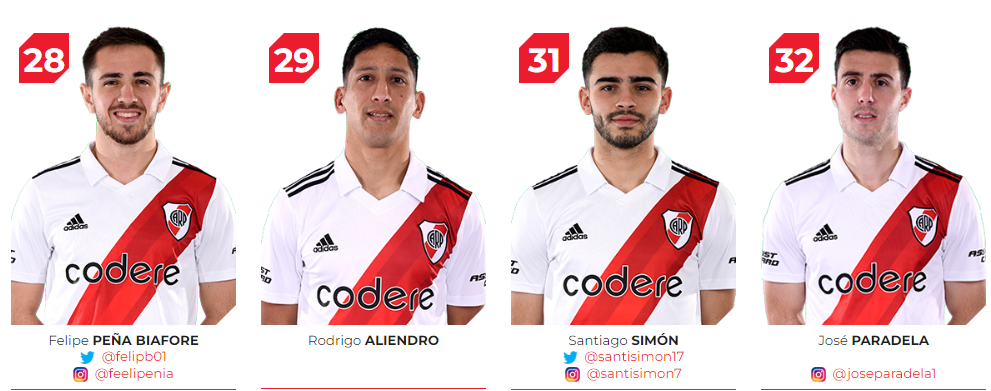 28
29
31
32
CARP
CARP
CARP
CARP
adidas
adidas
adidas
adidas
codere
codere
codere
codere
Felipe PEÑA BIAFORE
@felipb01
@feelipenia
Rodrigo ALIENDRO
Santiago SIMÓN
@santisimon17
@santisimon7
José PARADELA
@joseparadela1